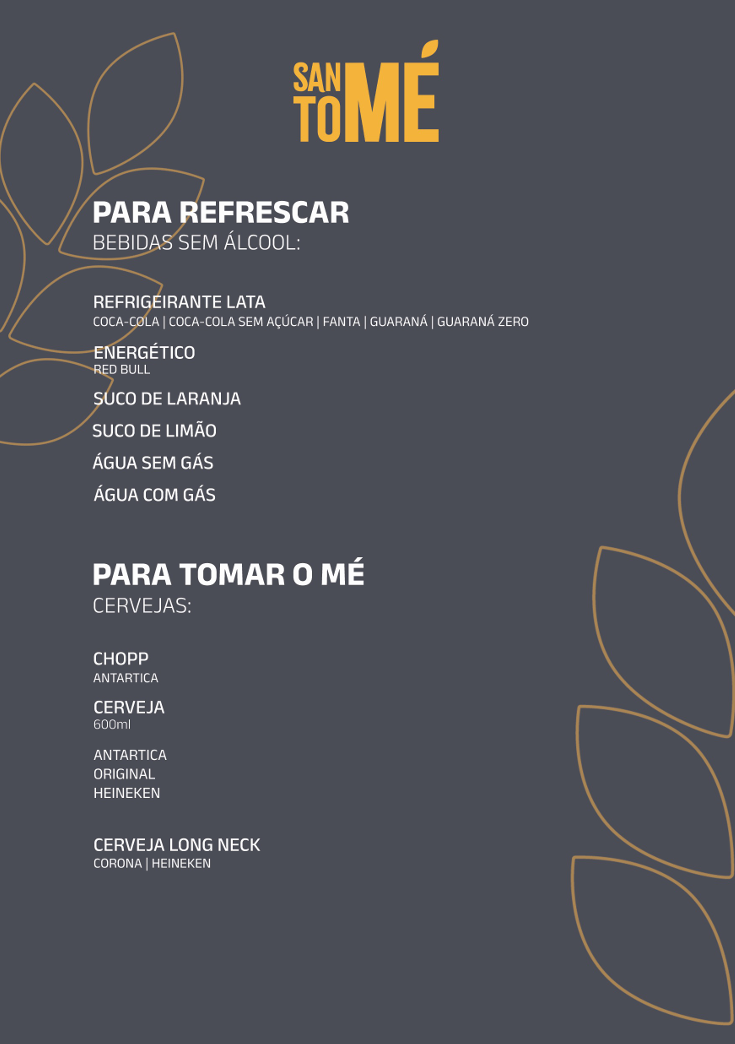 SAN
TO MÉ
PARA REFRESCAR
BEBIDAS SEM ÁLCOOL:
REFRIGEIRANTE LATA
COCA-COLA | COCA-COLA SEM AÇÚCAR | FANTA | GUARANÁ | GUARANÁ ZERO
ENERGÉTICO
RED BULL
SUCO DE LARANJA
SUCO DE LIMÃO
ÁGUA SEM GÁS
ÁGUA COM GÁS
PARA TOMAR O MÉ
CERVEJAS:
CHOPP
ANTARTICA
CERVEJA
600ml
ANTARTICA
ORIGINAL
HEINEKEN
CERVEJA LONG NECK
CORONA | HEINEKEN